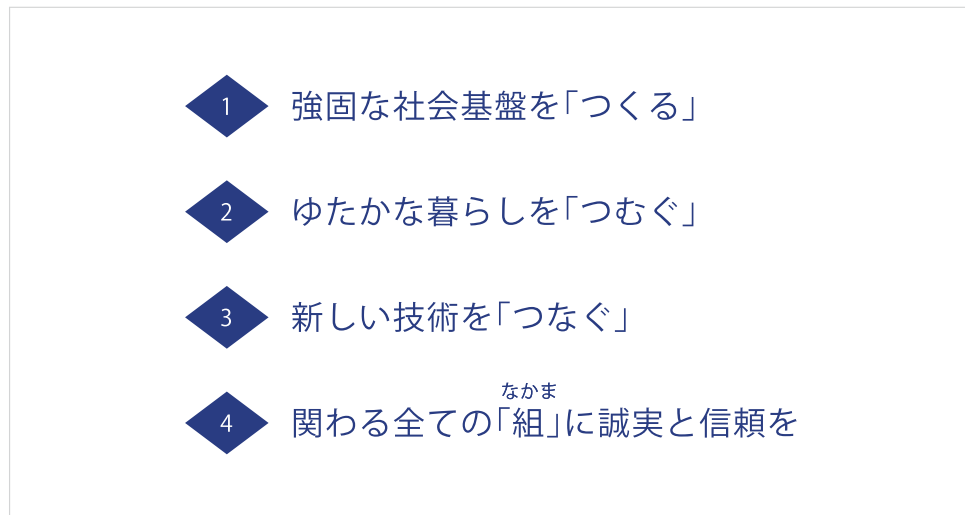 1 強固な社会基盤を「つくる」
2 ゆたかな暮らしを「つむぐ」
3 新しい技術を「つなぐ」
なかま
4 関わる全ての「組」に誠実と信頼を